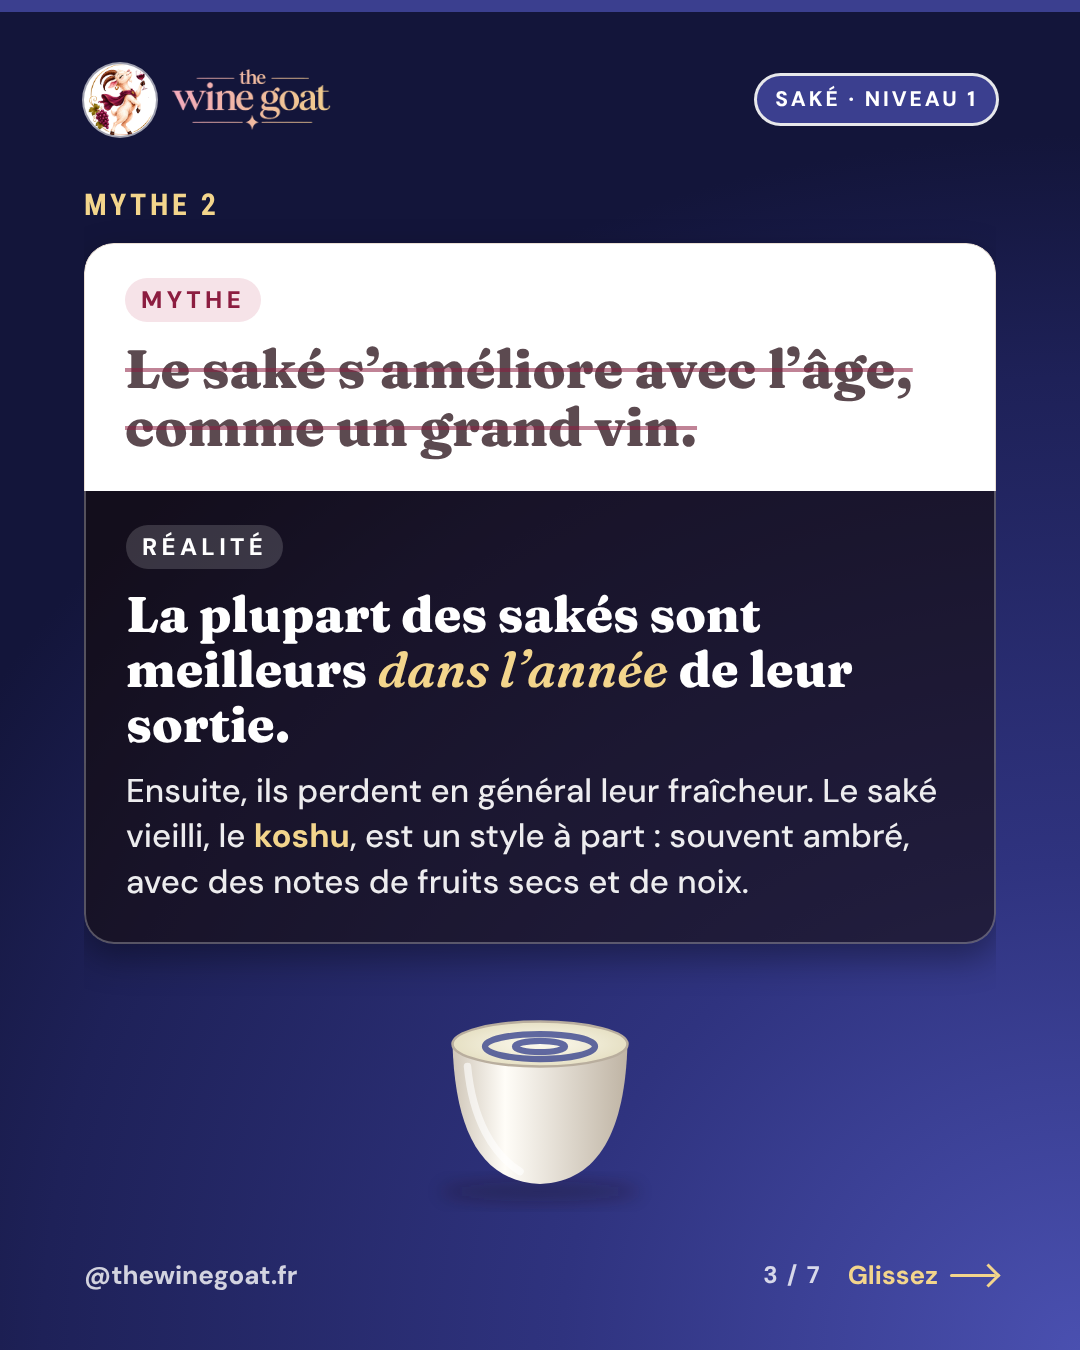 the
wine goat
SAKÉ · NIVEAU 1
MYTHE 2
MYTHE
Le saké s’améliore avec l’âge,
comme un grand vin.
RÉALITÉ
La plupart des sakés sont
meilleurs dans l’année de leur
sortie.
Ensuite, ils perdent en général leur fraîcheur. Le saké
vieilli, le koshu, est un style à part : souvent ambré,
avec des notes de fruits secs et de noix.
@thewinegoat.fr
3 / 7 Glissez